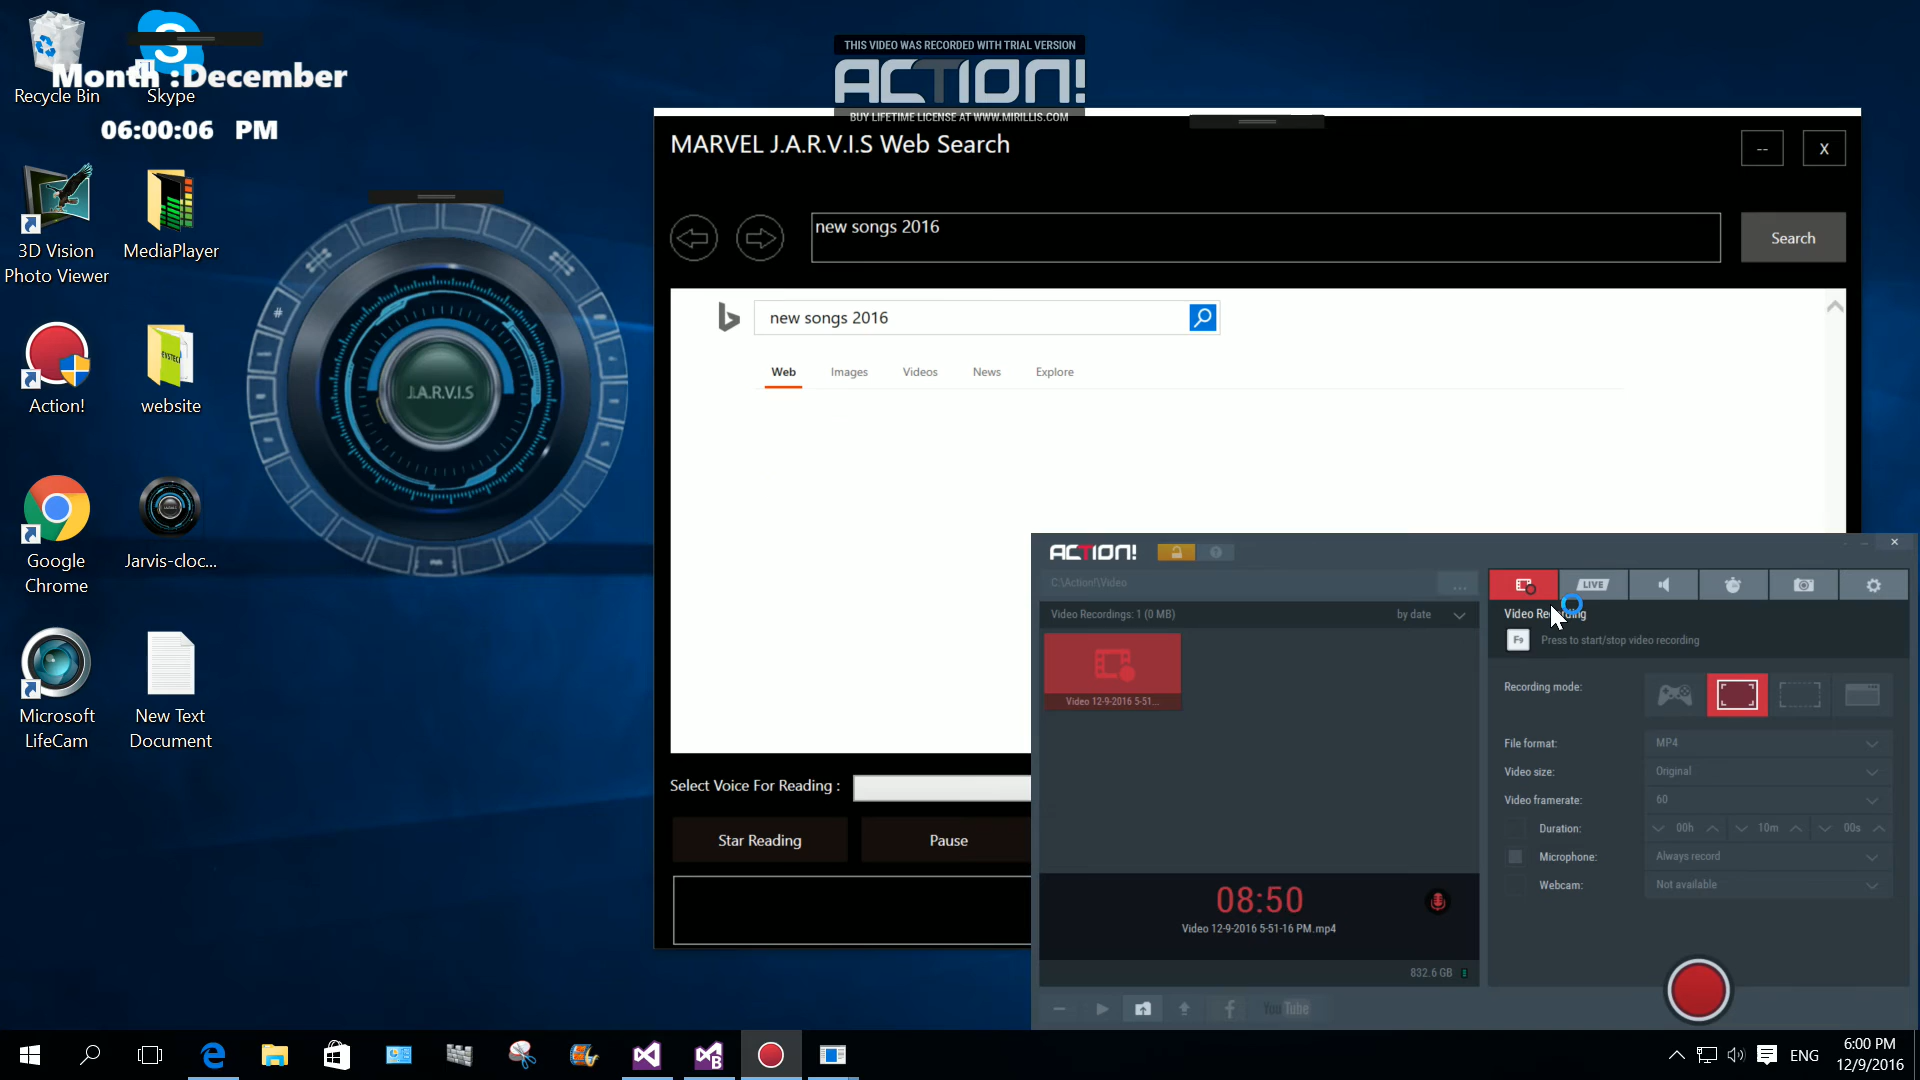 Month :December
06:00:06 PM
Recycle Bin
Skype
3D Vision
Photo Viewer
MediaPlayer
Action!
website
Google
Chrome
Jarvis-cloc...
Microsoft
LifeCam
New Text
Document
J.A.R.V.I.S
THIS VIDEO WAS RECORDED WITH TRIAL VERSION
ACTION!
BUY LIFETIME LICENSE AT WWW.MIRILLIS.COM
MARVEL J.A.R.V.I.S Web Search
-- X
new songs 2016
Search
new songs 2016
Web Images Videos News Explore
Select Voice For Reading :
Star Reading Pause
ACTION!
C:\Action!\Video ...
Video Recordings: 1 (0 MB) by date
Video 12-9-2016 5-51...
08:50
Video 12-9-2016 5-51-16 PM.mp4
832.6 GB
YouTube
LIVE
Video Recording
F9 Press to start/stop video recording
Recording mode:
File format: MP4
Video size: Original
Video framerate: 60
Duration: 00h 10m 00s
Microphone: Always record
Webcam: Not available
ENG
6:00 PM
12/9/2016